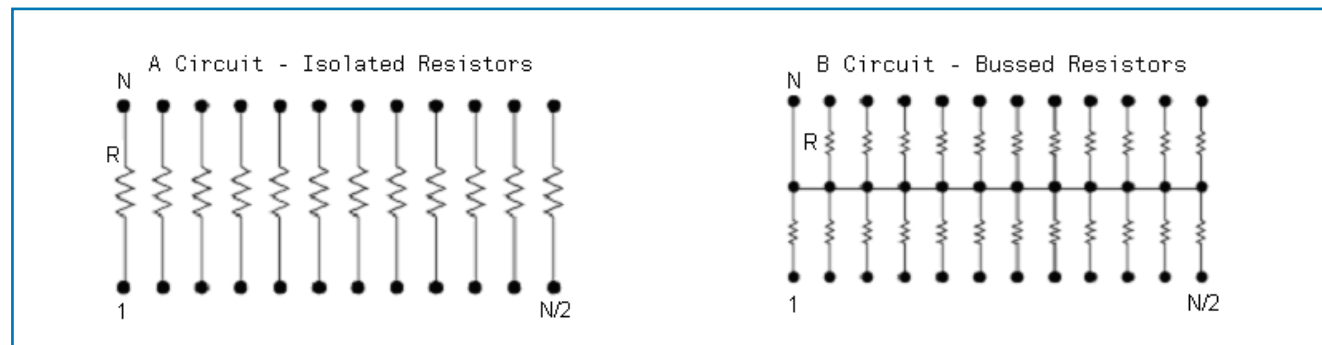 A Circuit - Isolated Resistors
N
R
1
N/2
B Circuit - Bussed Resistors
N
R
1
N/2